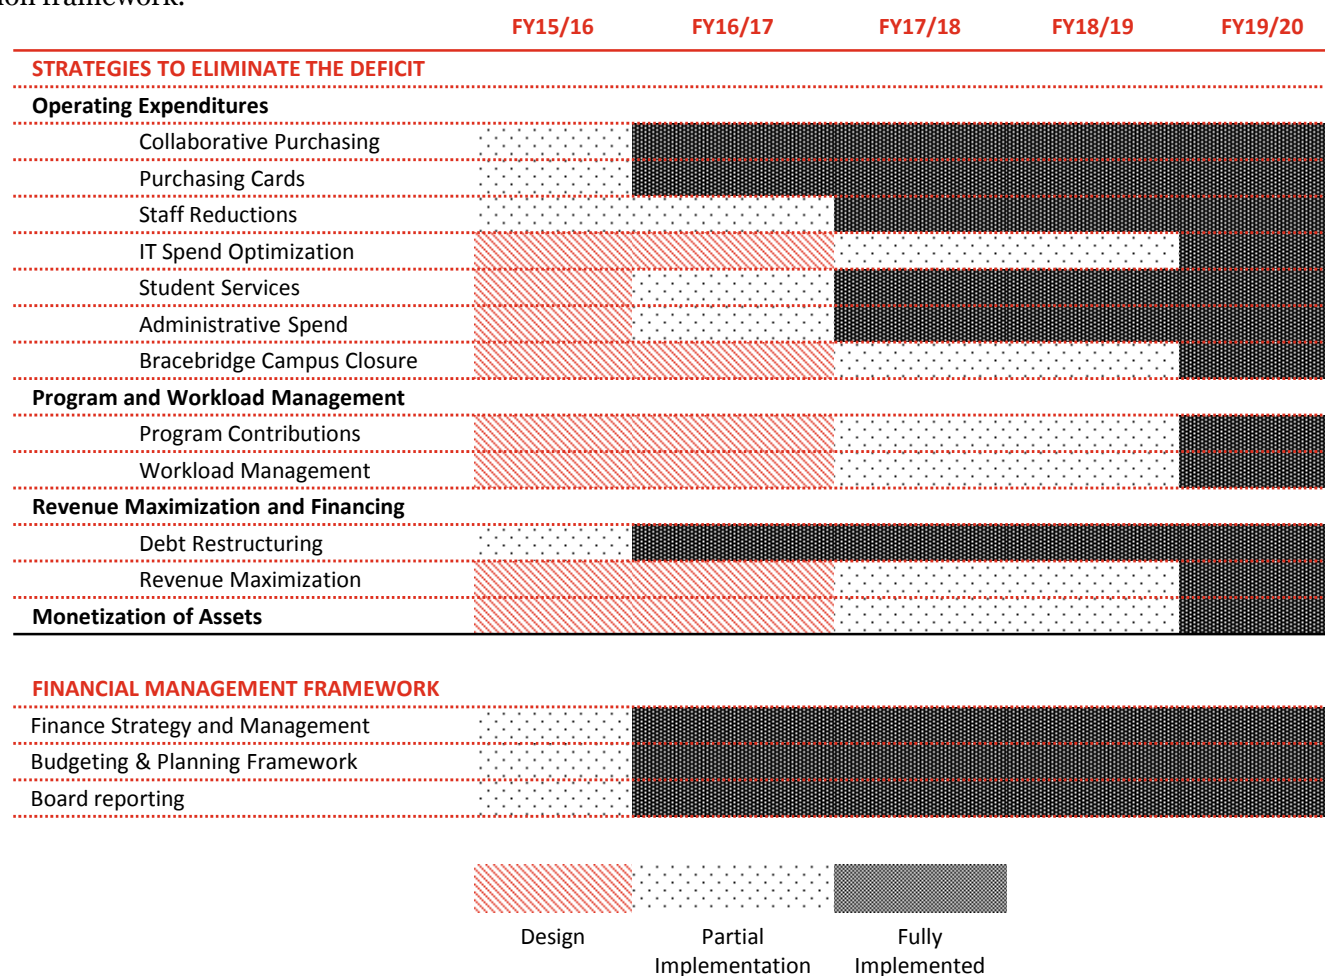 framework.
FY15/16 FY16/17 FY17/18 FY18/19 FY19/20
STRATEGIES TO ELIMINATE THE DEFICIT
Operating Expenditures
Collaborative Purchasing
Purchasing Cards
Staff Reductions
IT Spend Optimization
Student Services
Administrative Spend
Bracebridge Campus Closure
Program and Workload Management
Program Contributions
Workload Management
Revenue Maximization and Financing
Debt Restructuring
Revenue Maximization
Monetization of Assets
FINANCIAL MANAGEMENT FRAMEWORK
Finance Strategy and Management
Budgeting & Planning Framework
Board reporting
Design Partial Fully
Implementation Implemented